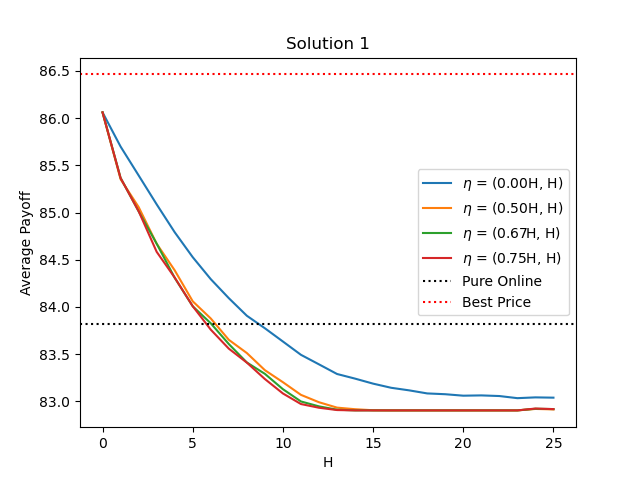 Solution 1
Average Payoff
86.5
86.0
85.5
85.0
84.5
84.0
83.5
83.0
η = (0.00H, H)
η = (0.50H, H)
η = (0.67H, H)
η = (0.75H, H)
Pure Online
Best Price
0 5 10 15 20 25
H